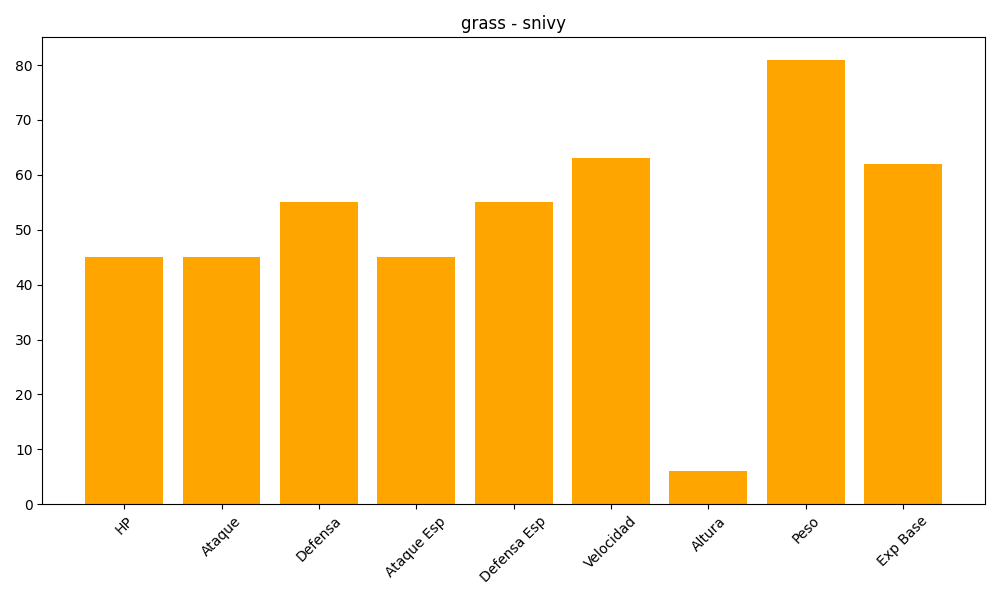 grass - snivy
80
70
60
50
40
30
20
10
0
HP
Ataque
Defensa
Ataque Esp
Defensa Esp
Velocidad
Altura
Peso
Exp Base